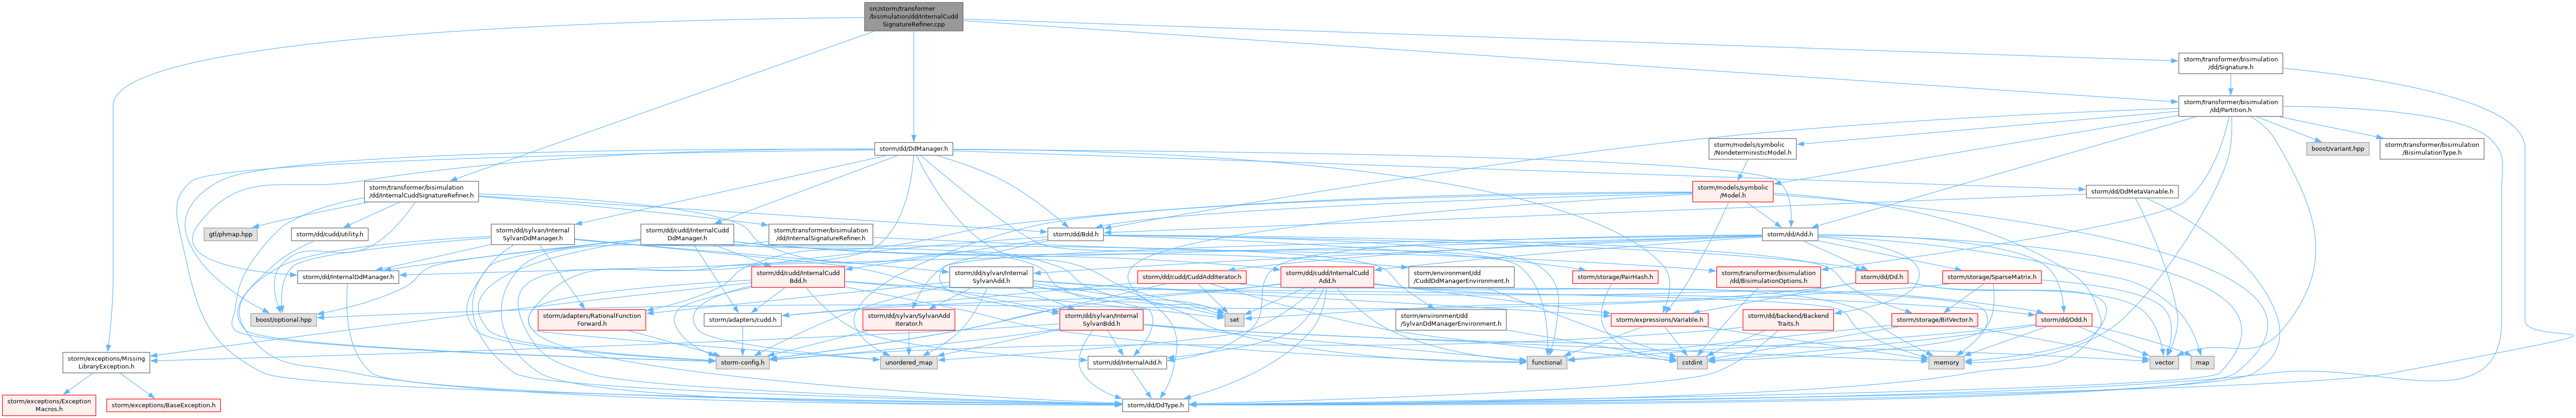 src/storm/transformer
/bisimulation/dd/InternalCudd
SignatureRefiner.cpp
storm/transformer/bisimulation
/dd/Signature.h
storm/transformer/bisimulation
/dd/Partition.h
storm/dd/DdManager.h
storm/models/symbolic
/NondeterministicModel.h
boost/variant.hpp
storm/transformer/bisimulation
/BisimulationType.h
storm/transformer/bisimulation
/dd/InternalCuddSignatureRefiner.h
storm/models/symbolic
/Model.h
storm/dd/DdMetaVariable.h
gtl/phmap.hpp
storm/dd/cudd/utility.h
storm/dd/sylvan/Internal
SylvanDdManager.h
storm/dd/cudd/InternalCudd
DdManager.h
storm/transformer/bisimulation
/dd/InternalSignatureRefiner.h
storm/dd/Bdd.h
storm/dd/Add.h
storm/dd/InternalDdManager.h
storm/dd/cudd/InternalCudd
Bdd.h
storm/dd/sylvan/Internal
SylvanAdd.h
storm/dd/cudd/CuddAddIterator.h
storm/dd/cudd/InternalCudd
Add.h
storm/environment/dd
/CuddDdManagerEnvironment.h
storm/storage/PairHash.h
storm/transformer/bisimulation
/dd/BisimulationOptions.h
storm/dd/Dd.h
storm/storage/SparseMatrix.h
boost/optional.hpp
storm/adapters/RationalFunction
Forward.h
storm/adapters/cudd.h
storm/dd/sylvan/SylvanAdd
Iterator.h
storm/dd/sylvan/Internal
SylvanBdd.h
set
storm/environment/dd
/SylvanDdManagerEnvironment.h
storm/expressions/Variable.h
storm/dd/backend/Backend
Traits.h
storm/storage/BitVector.h
storm/dd/Odd.h
storm/exceptions/Missing
LibraryException.h
storm-config.h
unordered_map
storm/dd/InternalAdd.h
functional
cstdint
memory
vector
map
storm/exceptions/Exception
Macros.h
storm/exceptions/BaseException.h
storm/dd/DdType.h